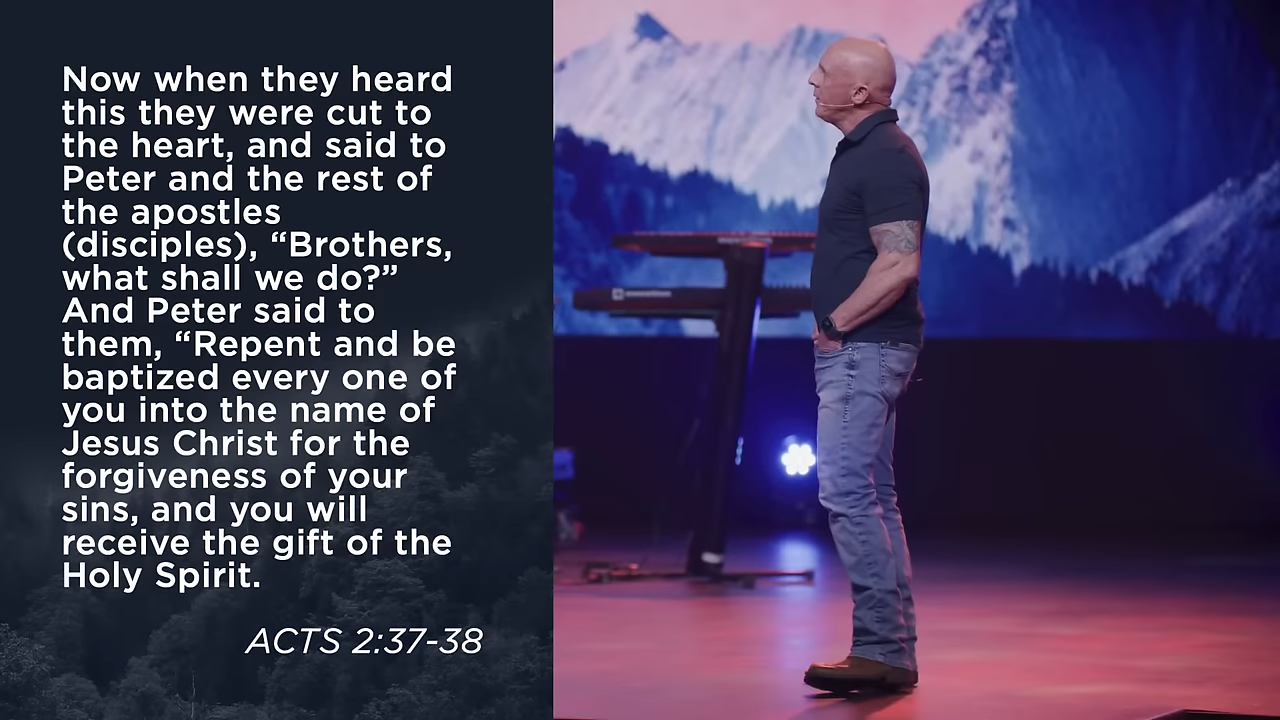 Now when they heard
this they were cut to
the heart, and said to
Peter and the rest of
the apostles
(disciples), “Brothers,
what shall we do?”
And Peter said to
them, “Repent and be
baptized every one of
you into the name of
Jesus Christ for the
forgiveness of your
sins, and you will
receive the gift of the
Holy Spirit.
ACTS 2:37-38